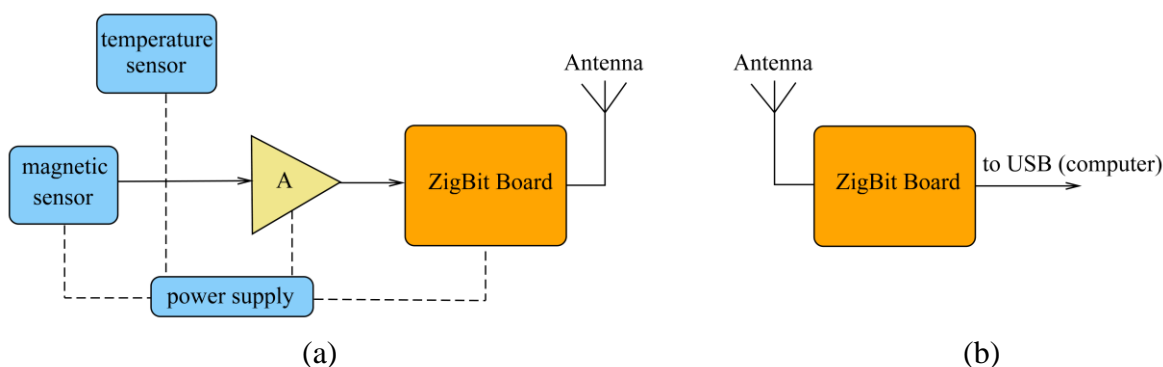 temperature
sensor
Antenna
Antenna
magnetic
sensor
A
ZigBit Board
ZigBit Board
to USB (computer)
power supply
(a)
(b)